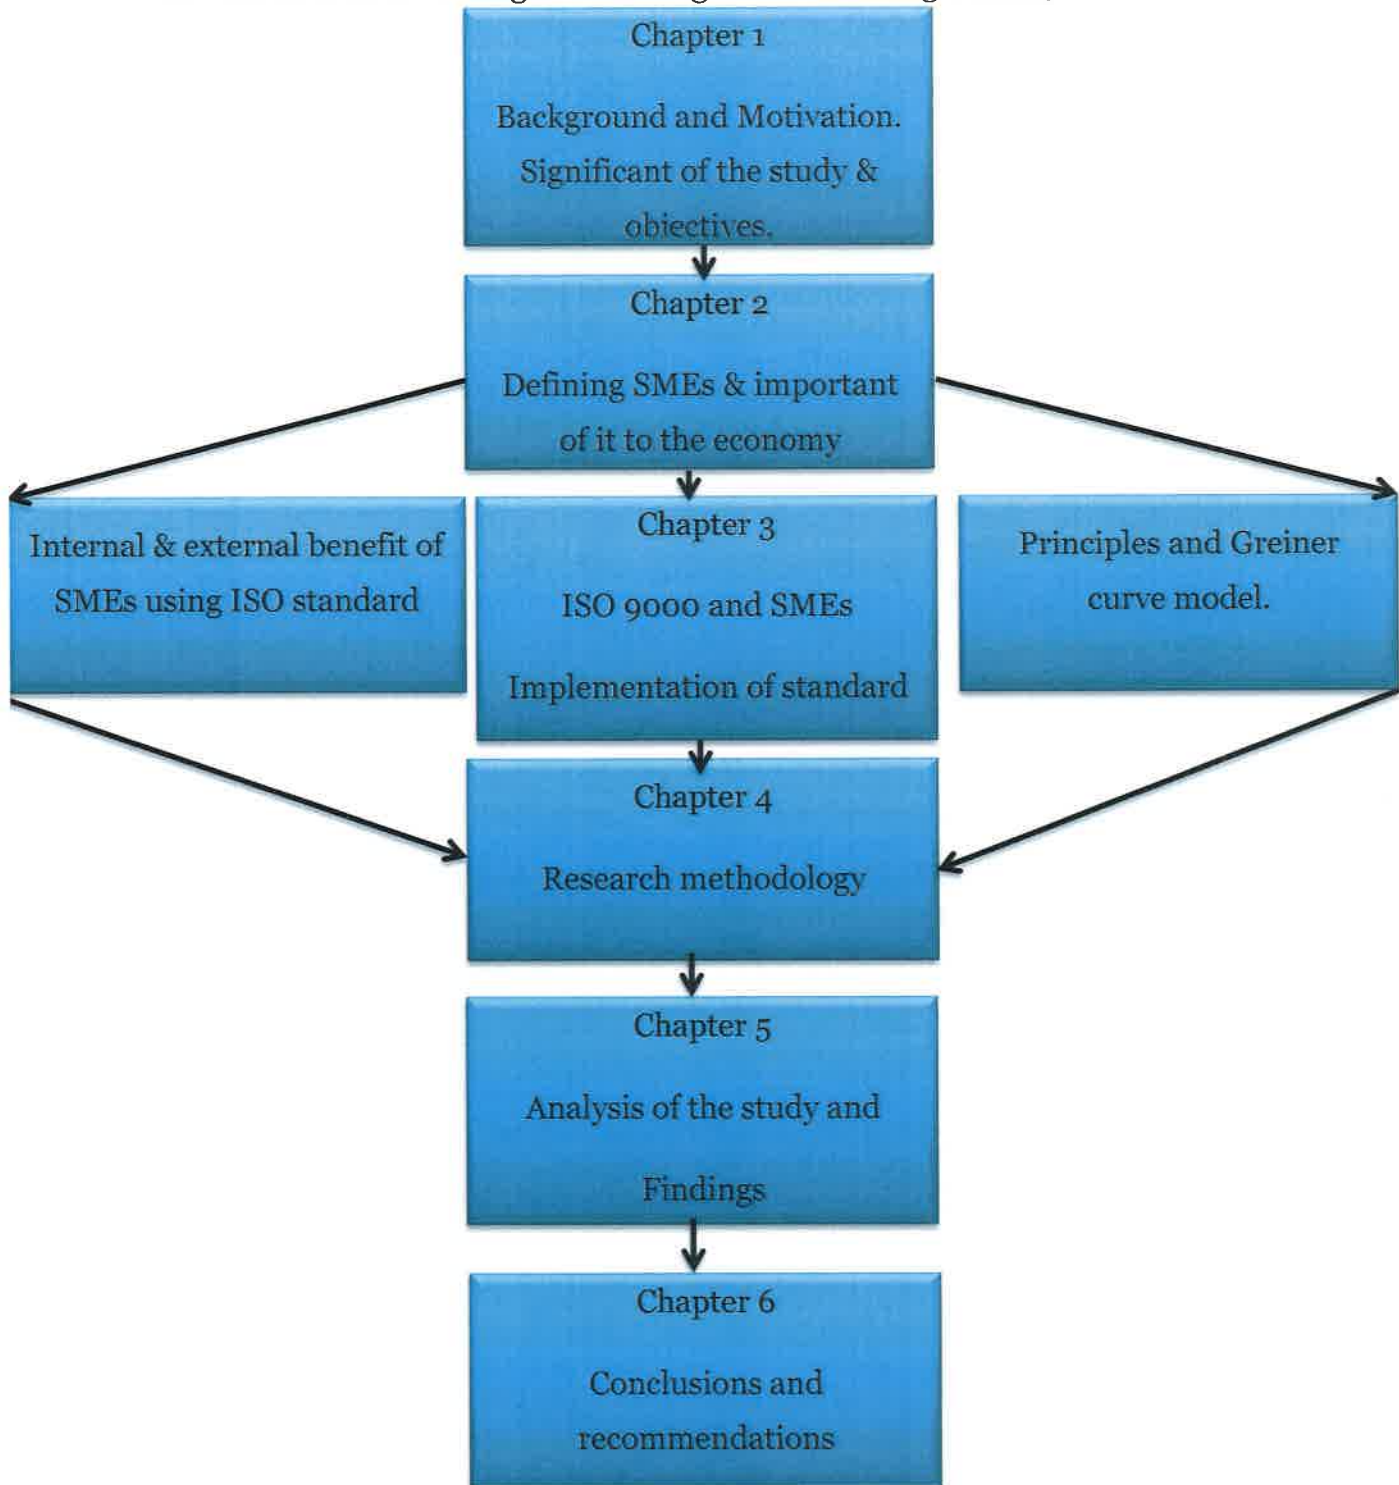 Chapter 1
Background and Motivation.
Significant of the study &
objectives.
Chapter 2
Defining SMEs & important
of it to the economy
Internal & external benefit of
SMEs using ISO standard
Chapter 3
ISO 9000 and SMEs
Implementation of standard
Principles and Greiner
curve model.
Chapter 4
Research methodology
Chapter 5
Analysis of the study and
Findings
Chapter 6
Conclusions and
recommendations